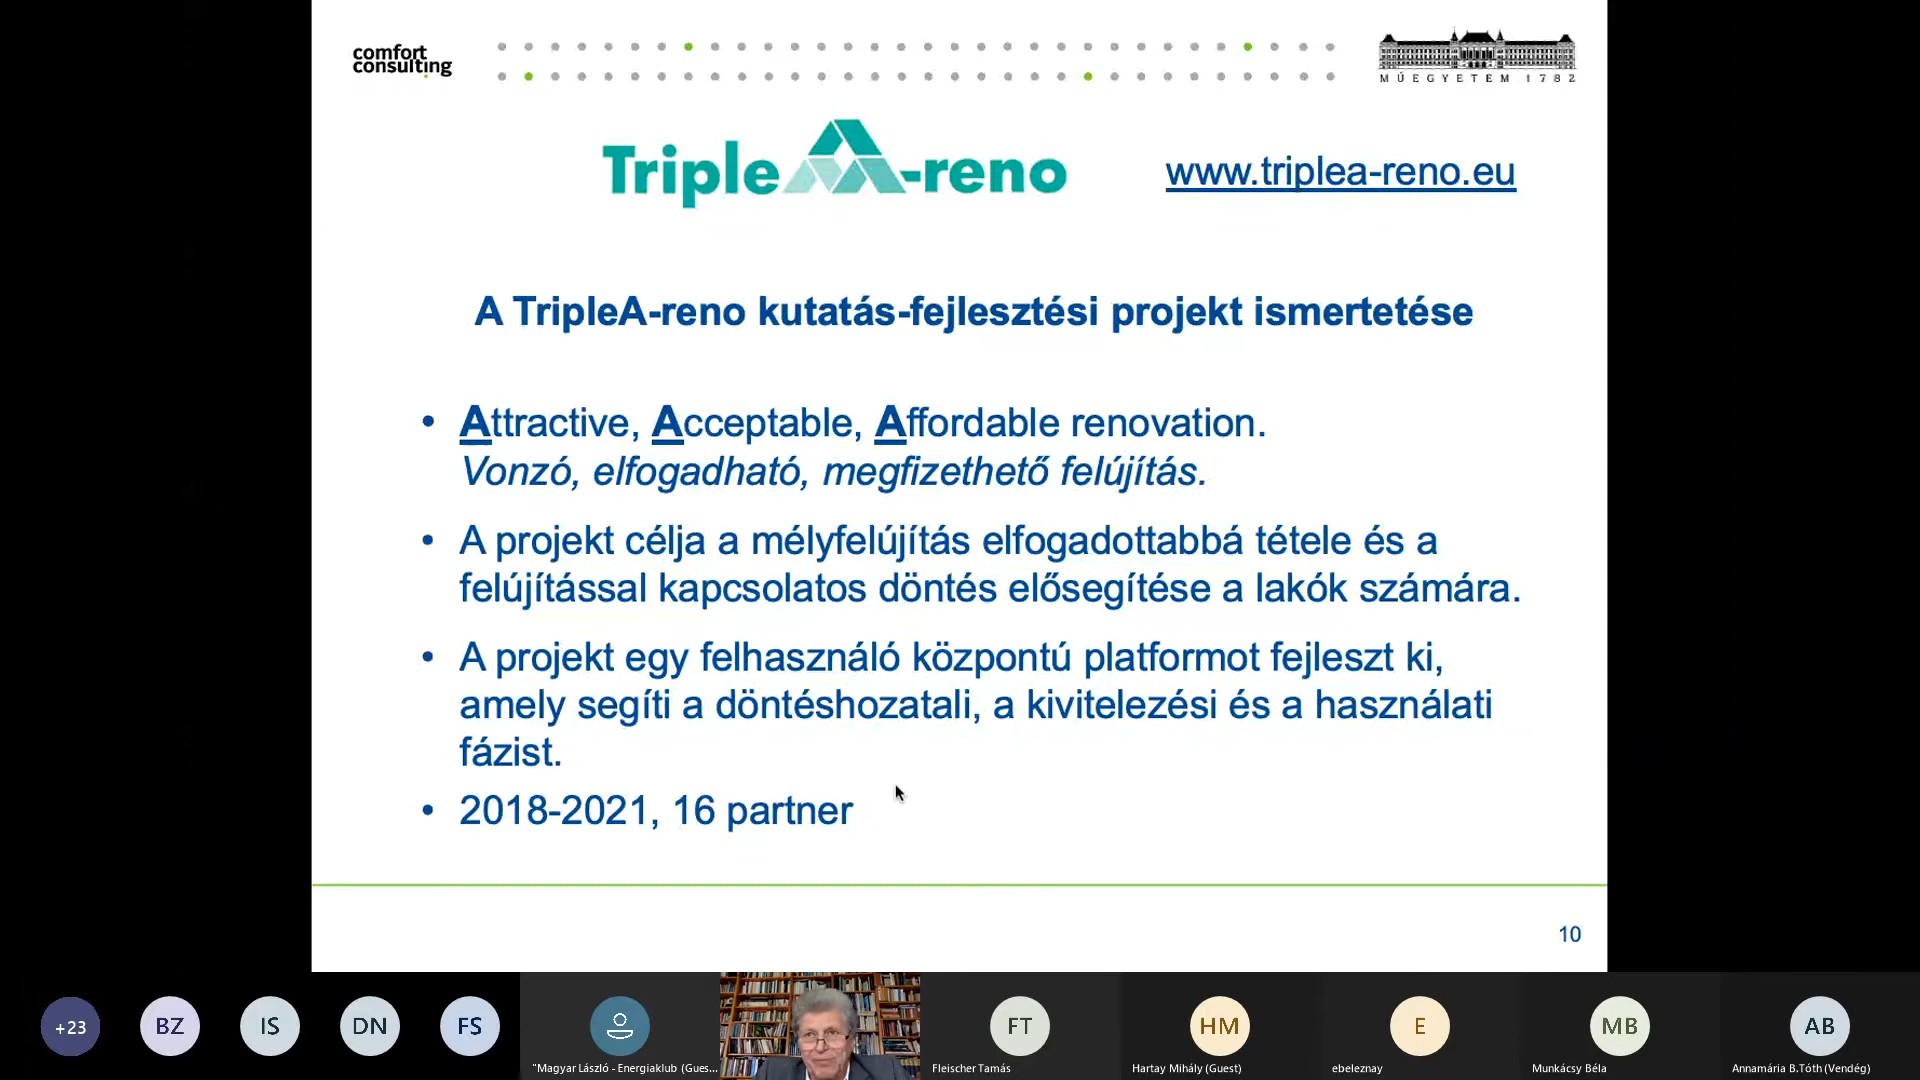 comfort
consulting
MŰEGYETEM 1782
Triple A-reno
www.triplea-reno.eu
A TripleA-reno kutatás-fejlesztési projekt ismertetése
• Attractive, Acceptable, Affordable renovation.
Vonzó, elfogadható, megfizethető felújítás.
• A projekt célja a mélyfelújítás elfogadottabbá tétele és a
felújítással kapcsolatos döntés elősegítése a lakók számára.
• A projekt egy felhasználó központú platformot fejleszt ki,
amely segíti a döntéshozatali, a kivitelezési és a használati
fázist.
• 2018-2021, 16 partner
10
+23
BZ
IS
DN
FS
"Magyar László - Energiaklub (Gues...
FT
Fleischer Tamás
HM
Hartay Mihály (Guest)
E
ebeleznay
MB
Munkácsy Béla
AB
Annamária B.Tóth (Vendég)